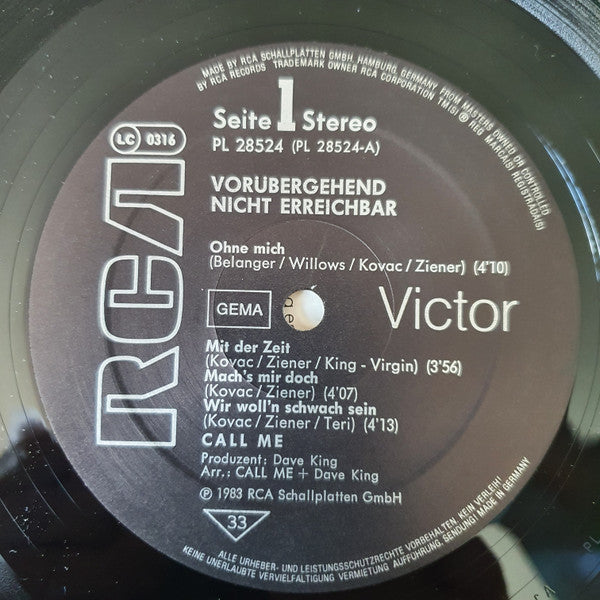 MADE BY RCA SCHALLPLATTEN GMBH, HAMBURG, GERMANY, FROM MASTERS OWNED OR CONTROLLED
BY RCA RECORDS TRADEMARK OWNER RCA CORPORATION TM(S) ® REG MARCA(S) REGISTRADA(S)
Seite 1 Stereo
PL 28524 (PL 28524-A)
LC 0316
RCA
VORÜBERGEHEND
NICHT ERREICHBAR
Ohne mich
(Belanger/Willows/Kovac/Ziener) (4'10)
GEMA
Victor
Mit der Zeit
(Kovac/Ziener/King - Virgin) (3'56)
Mach's mir doch
(Kovac/Ziener) (4'07)
Wir woll'n schwach sein
(Kovac/Ziener/Teri) (4'13)
CALL ME
Produzent: Dave King
Arr.: CALL ME + Dave King
℗ 1983 RCA Schallplatten GmbH
33
ALLE URHEBER- UND LEISTUNGSSCHUTZRECHTE VORBEHALTEN. KEIN VERLEIH!
KEINE UNERLAUBTE VERVIELFÄLTIGUNG, VERMIETUNG, AUFFÜHRUNG, SENDUNG! MADE IN GERMANY